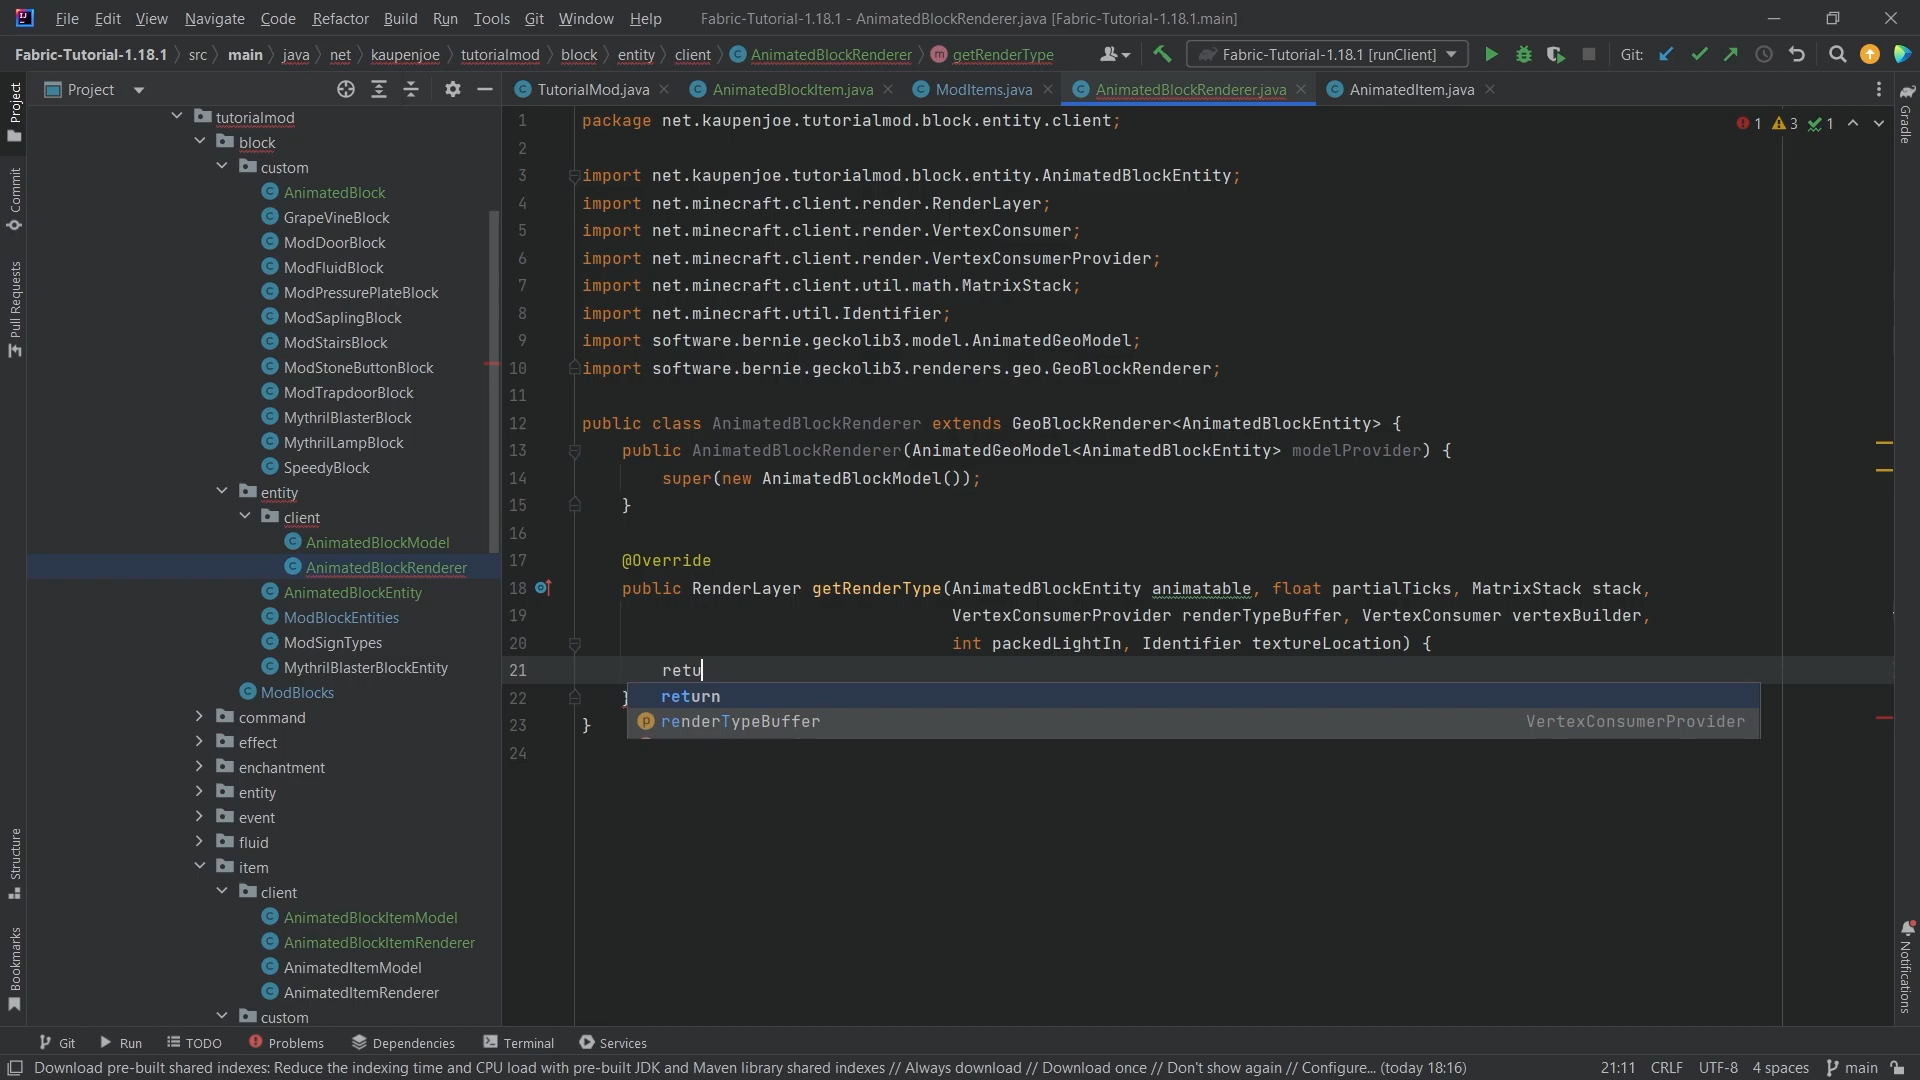 File Edit View Navigate Code Refactor Build Run Tools Git Window Help Fabric-Tutorial-1.18.1 - AnimatedBlockRenderer.java [Fabric-Tutorial-1.18.1.main]
Fabric-Tutorial-1.18.1 src main java net kaupenjoe tutorialmod block entity client AnimatedBlockRenderer getRenderType Fabric-Tutorial-1.18.1 [runClient] Git:
Project TutorialMod.java AnimatedBlockItem.java ModItems.java AnimatedBlockRenderer.java AnimatedItem.java
Project
Commit
Pull Requests
Structure
Bookmarks
tutorialmod
block
custom
AnimatedBlock
GrapeVineBlock
ModDoorBlock
ModFluidBlock
ModPressurePlateBlock
ModSaplingBlock
ModStairsBlock
ModStoneButtonBlock
ModTrapdoorBlock
MythrilBlasterBlock
MythrilLampBlock
SpeedyBlock
entity
client
AnimatedBlockModel
AnimatedBlockRenderer
AnimatedBlockEntity
ModBlockEntities
ModSignTypes
MythrilBlasterBlockEntity
ModBlocks
command
effect
enchantment
entity
event
fluid
item
client
AnimatedBlockItemModel
AnimatedBlockItemRenderer
AnimatedItemModel
AnimatedItemRenderer
custom
1 package net.kaupenjoe.tutorialmod.block.entity.client;
2
3 import net.kaupenjoe.tutorialmod.block.entity.AnimatedBlockEntity;
4 import net.minecraft.client.render.RenderLayer;
5 import net.minecraft.client.render.VertexConsumer;
6 import net.minecraft.client.render.VertexConsumerProvider;
7 import net.minecraft.client.util.math.MatrixStack;
8 import net.minecraft.util.Identifier;
9 import software.bernie.geckolib3.model.AnimatedGeoModel;
10 import software.bernie.geckolib3.renderers.geo.GeoBlockRenderer;
11
12 public class AnimatedBlockRenderer extends GeoBlockRenderer<AnimatedBlockEntity> {
13 public AnimatedBlockRenderer(AnimatedGeoModel<AnimatedBlockEntity> modelProvider) {
14 super(new AnimatedBlockModel());
15 }
16
17 @Override
18 public RenderLayer getRenderType(AnimatedBlockEntity animatable, float partialTicks, MatrixStack stack,
19 VertexConsumerProvider renderTypeBuffer, VertexConsumer vertexBuilder,
20 int packedLightIn, Identifier textureLocation) {
21 retu
22 }
23 }
24
return
renderTypeBuffer VertexConsumerProvider
1 3 1
Gradle
Notifications
Git Run TODO Problems Dependencies Terminal Services
Download pre-built shared indexes: Reduce the indexing time and CPU load with pre-built JDK and Maven library shared indexes // Always download // Download once // Don't show again // Configure... (today 18:16) 21:11 CRLF UTF-8 4 spaces main